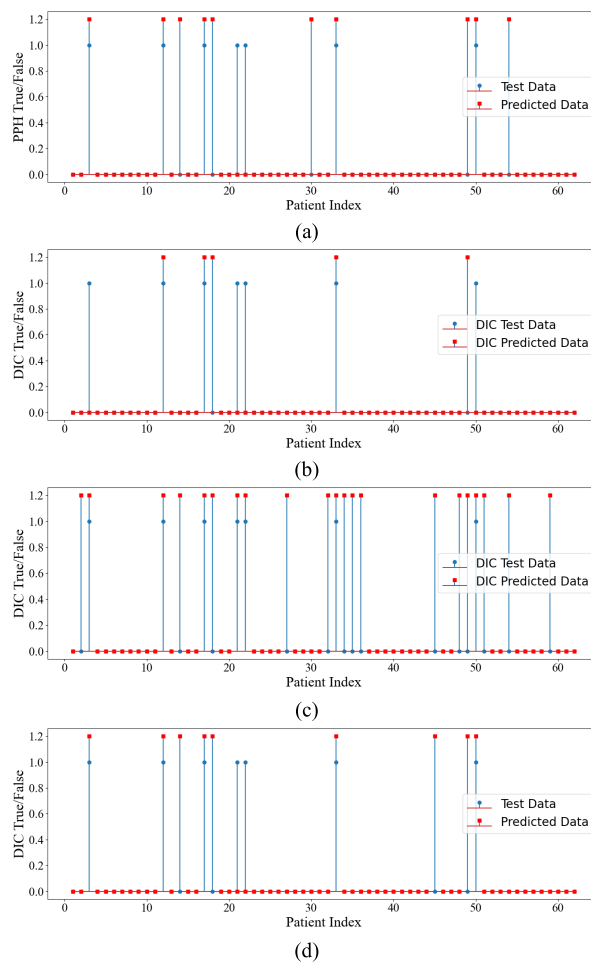 1.2
1.0
0.8
0.6
0.4
0.2
0.0
PPH True/False
Test Data
Predicted Data
0 10 20 30 40 50 60
Patient Index
(a)
1.2
1.0
0.8
0.6
0.4
0.2
0.0
DIC True/False
DIC Test Data
DIC Predicted Data
0 10 20 30 40 50 60
Patient Index
(b)
1.2
1.0
0.8
0.6
0.4
0.2
0.0
DIC True/False
DIC Test Data
DIC Predicted Data
0 10 20 30 40 50 60
Patient Index
(c)
1.2
1.0
0.8
0.6
0.4
0.2
0.0
DIC True/False
Test Data
Predicted Data
0 10 20 30 40 50 60
Patient Index
(d)